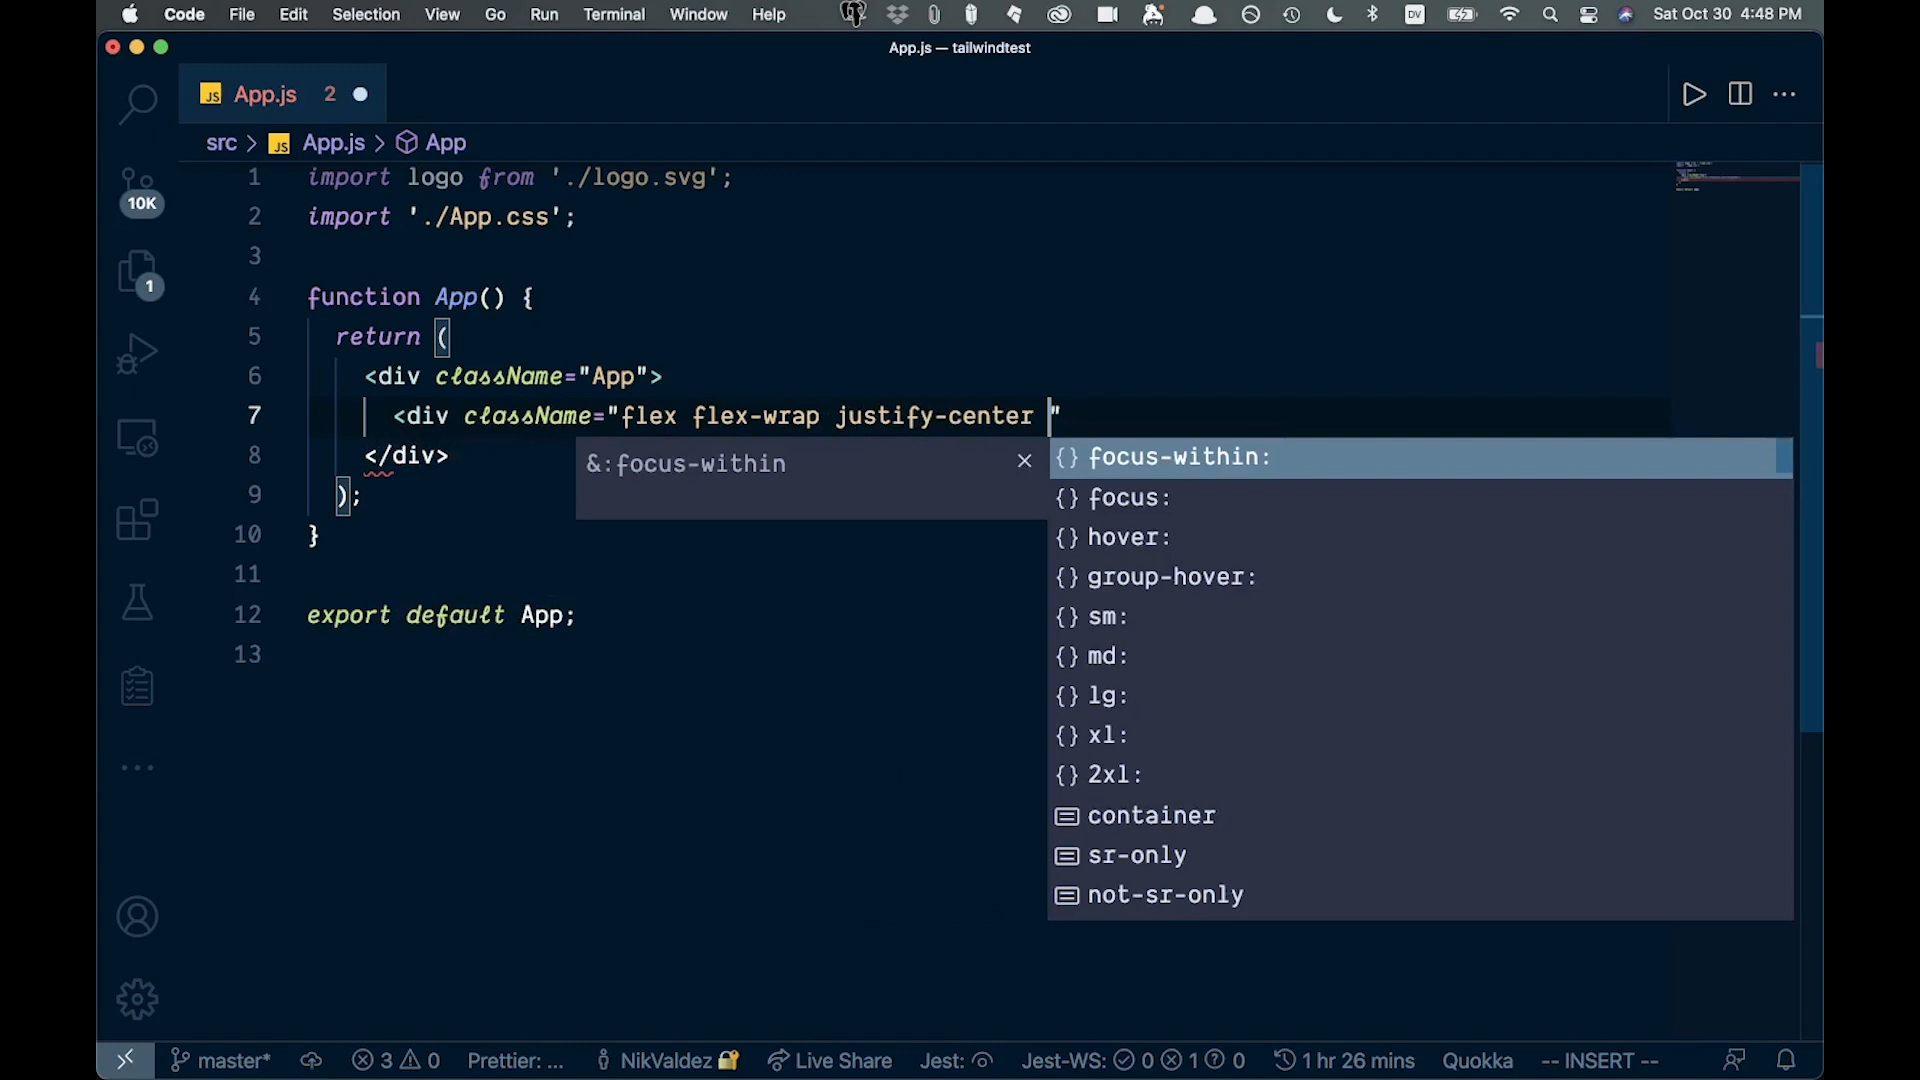 Code File Edit Selection View Go Run Terminal Window Help DV Sat Oct 30 4:48 PM
App.js — tailwindtest
JS App.js 2
src > JS App.js > App
10K
1
1 import logo from './logo.svg';
2 import './App.css';
3
4 function App() {
5 return (
6 <div className="App">
7 <div className="flex flex-wrap justify-center "
8 </div>
9 );
10 }
11
12 export default App;
13
&:focus-within ×
{} focus-within:
{} focus:
{} hover:
{} group-hover:
{} sm:
{} md:
{} lg:
{} xl:
{} 2xl:
container
sr-only
not-sr-only
master* 3 0 Prettier: ... NikValdez🔐 Live Share Jest: Jest-WS: 0 1 0 1 hr 26 mins Quokka -- INSERT --